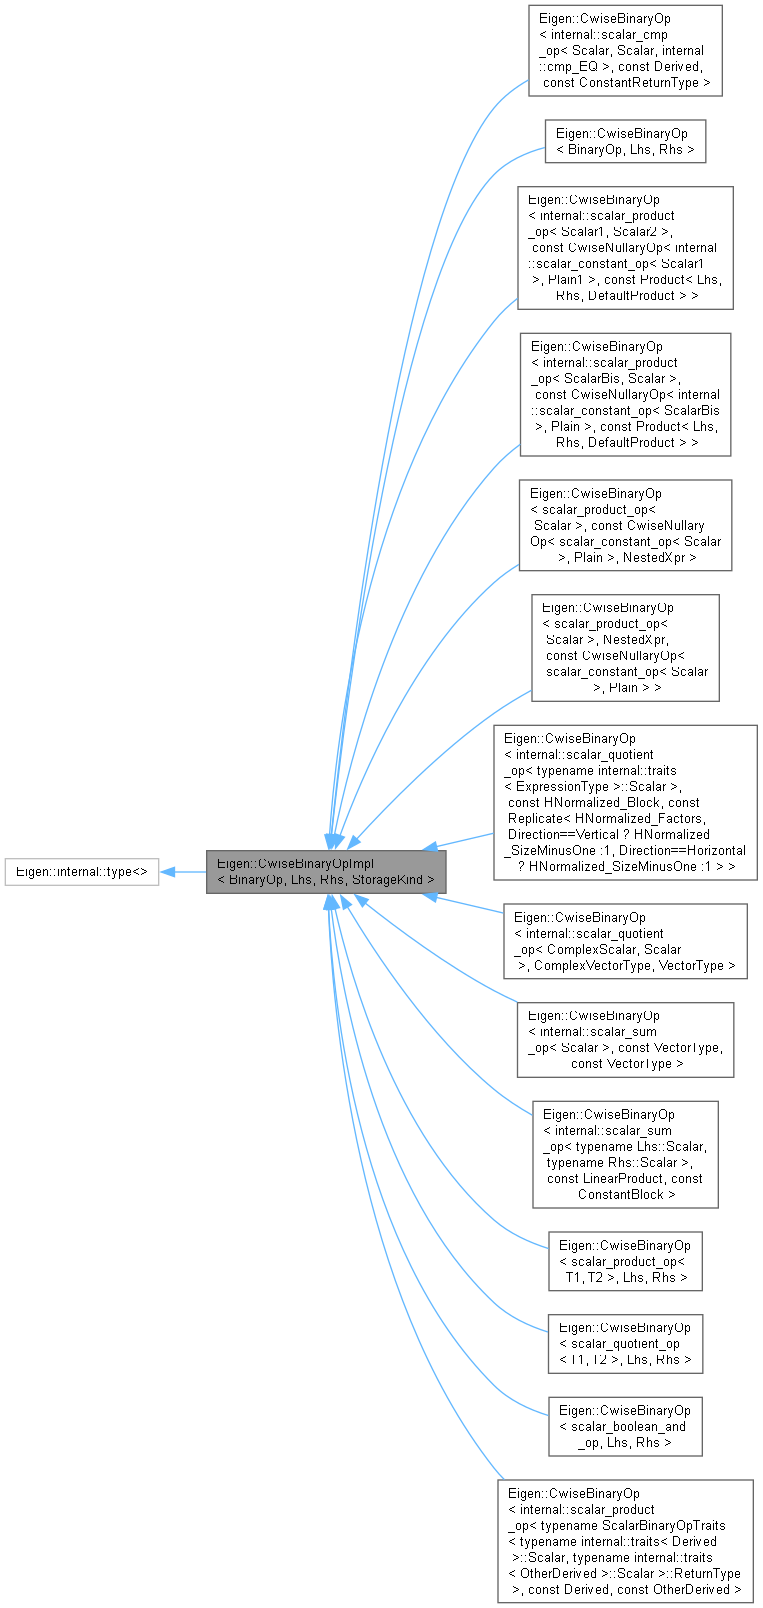 Eigen::CwiseBinaryOp
< internal::scalar_cmp
_op< Scalar, Scalar, internal
::cmp_EQ >, const Derived,
const ConstantReturnType >
Eigen::CwiseBinaryOp
< BinaryOp, Lhs, Rhs >
Eigen::CwiseBinaryOp
< internal::scalar_product
_op< Scalar1, Scalar2 >,
const CwiseNullaryOp< internal
::scalar_constant_op< Scalar1
>, Plain1 >, const Product< Lhs,
Rhs, DefaultProduct > >
Eigen::CwiseBinaryOp
< internal::scalar_product
_op< ScalarBis, Scalar >,
const CwiseNullaryOp< internal
::scalar_constant_op< ScalarBis
>, Plain >, const Product< Lhs,
Rhs, DefaultProduct > >
Eigen::CwiseBinaryOp
< scalar_product_op<
Scalar >, const CwiseNullary
Op< scalar_constant_op< Scalar
>, Plain >, NestedXpr >
Eigen::CwiseBinaryOp
< scalar_product_op<
Scalar >, NestedXpr,
const CwiseNullaryOp<
scalar_constant_op< Scalar
>, Plain > >
Eigen::CwiseBinaryOp
< internal::scalar_quotient
_op< typename internal::traits
< ExpressionType >::Scalar >,
const HNormalized_Block, const
Replicate< HNormalized_Factors,
Direction==Vertical ? HNormalized
_SizeMinusOne :1, Direction==Horizontal
? HNormalized_SizeMinusOne :1 > >
Eigen::internal::type<>
Eigen::CwiseBinaryOpImpl
< BinaryOp, Lhs, Rhs, StorageKind >
Eigen::CwiseBinaryOp
< internal::scalar_quotient
_op< ComplexScalar, Scalar
>, ComplexVectorType, VectorType >
Eigen::CwiseBinaryOp
< internal::scalar_sum
_op< Scalar >, const VectorType,
const VectorType >
Eigen::CwiseBinaryOp
< internal::scalar_sum
_op< typename Lhs::Scalar,
typename Rhs::Scalar >,
const LinearProduct, const
ConstantBlock >
Eigen::CwiseBinaryOp
< scalar_product_op<
T1, T2 >, Lhs, Rhs >
Eigen::CwiseBinaryOp
< scalar_quotient_op
< T1, T2 >, Lhs, Rhs >
Eigen::CwiseBinaryOp
< scalar_boolean_and
_op, Lhs, Rhs >
Eigen::CwiseBinaryOp
< internal::scalar_product
_op< typename ScalarBinaryOpTraits
< typename internal::traits< Derived
>::Scalar, typename internal::traits
< OtherDerived >::Scalar >::ReturnType
>, const Derived, const OtherDerived >